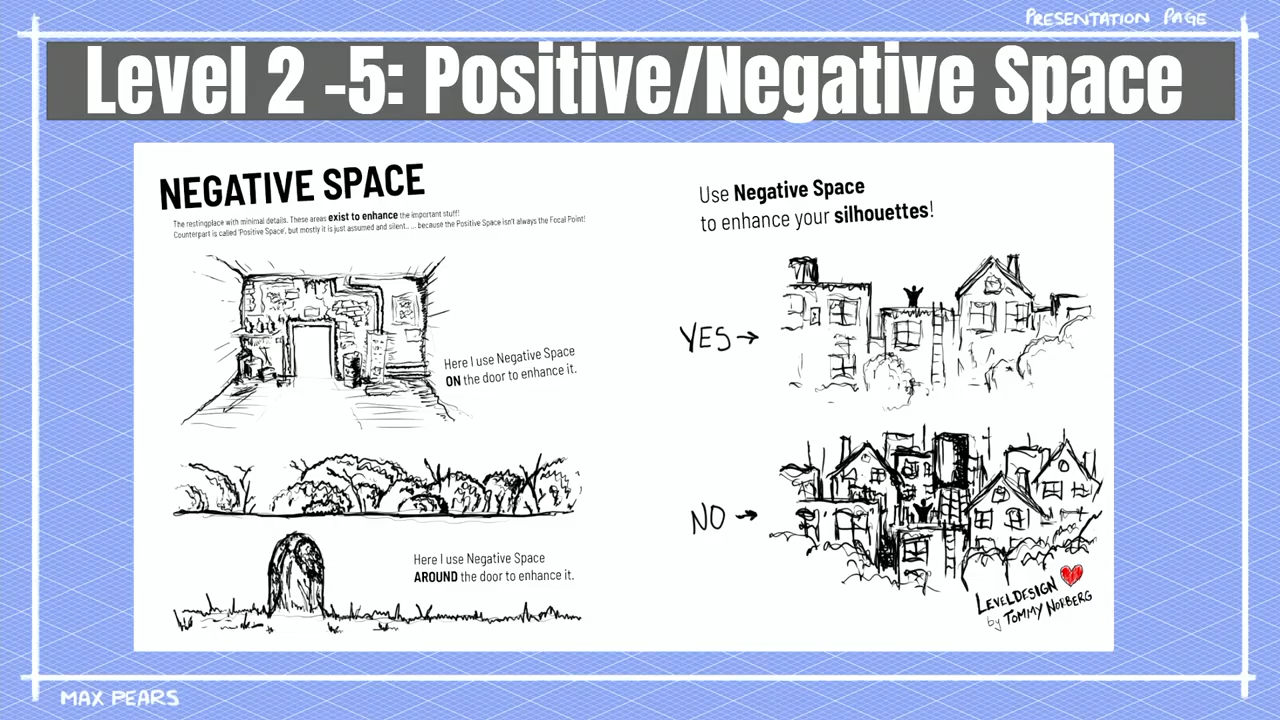 PRESENTATION PAGE
Level 2 -5: Positive/Negative Space
NEGATIVE SPACE
The restingplace with minimal details. These areas exist to enhance the important stuff!
Counterpart is called 'Positive Space', but mostly it is just assumed and silent.. ... because the Positive Space isn't always the Focal Point!
Here I use Negative Space
ON the door to enhance it.
Here I use Negative Space
AROUND the door to enhance it.
Use Negative Space
to enhance your silhouettes!
YES →
NO →
LEVELDESIGN ❤
by TOMMY NORBERG
MAX PEARS